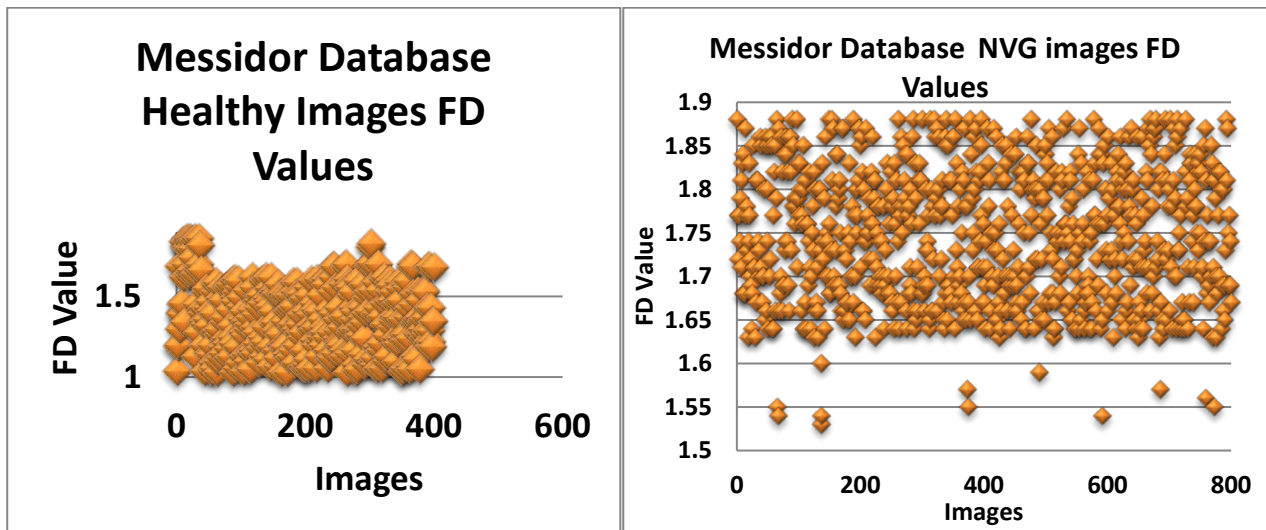 Messidor Database
Healthy Images FD
Values
FD Value
1.5
1
0 200 400 600
Images
Messidor Database NVG images FD
Values
FD Value
1.9
1.85
1.8
1.75
1.7
1.65
1.6
1.55
1.5
0 200 400 600 800
Images